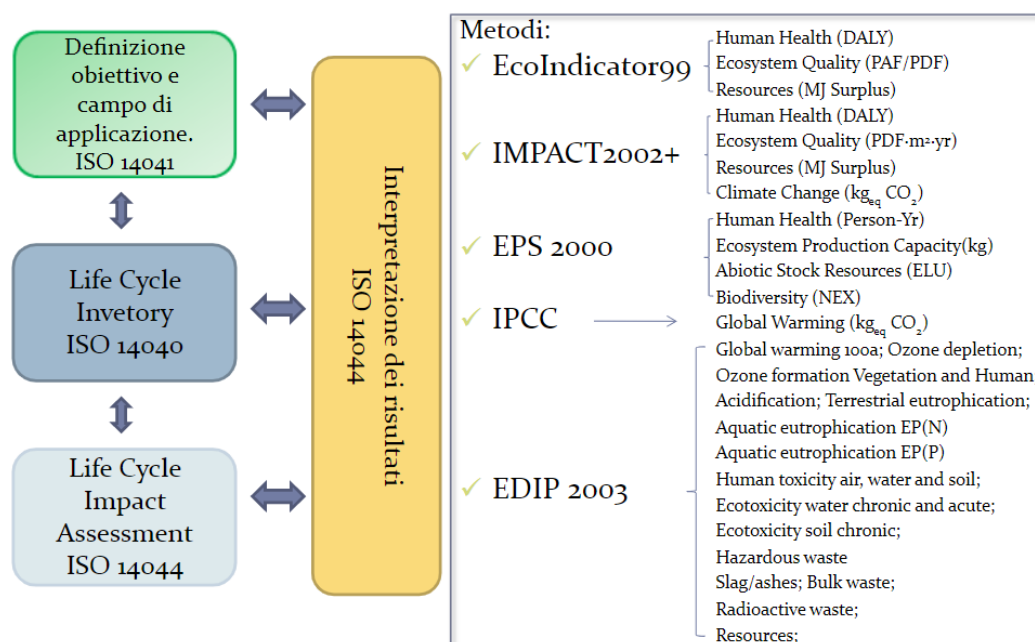 Definizione
obiettivo e
campo di
applicazione.
ISO 14041
Life Cycle
Invetory
ISO 14040
Life Cycle
Impact
Assessment
ISO 14044
Interpretazione dei risultati
ISO 14044
Metodi:
✓ EcoIndicator99
Human Health (DALY)
Ecosystem Quality (PAF/PDF)
Resources (MJ Surplus)
✓ IMPACT2002+
Human Health (DALY)
Ecosystem Quality (PDF·m²·yr)
Resources (MJ Surplus)
Climate Change (kgeq CO2)
✓ EPS 2000
Human Health (Person-Yr)
Ecosystem Production Capacity(kg)
Abiotic Stock Resources (ELU)
Biodiversity (NEX)
✓ IPCC
Global Warming (kgeq CO2)
✓ EDIP 2003
Global warming 100a; Ozone depletion;
Ozone formation Vegetation and Human
Acidification; Terrestrial eutrophication;
Aquatic eutrophication EP(N)
Aquatic eutrophication EP(P)
Human toxicity air, water and soil;
Ecotoxicity water chronic and acute;
Ecotoxicity soil chronic;
Hazardous waste
Slag/ashes; Bulk waste;
Radioactive waste;
Resources;